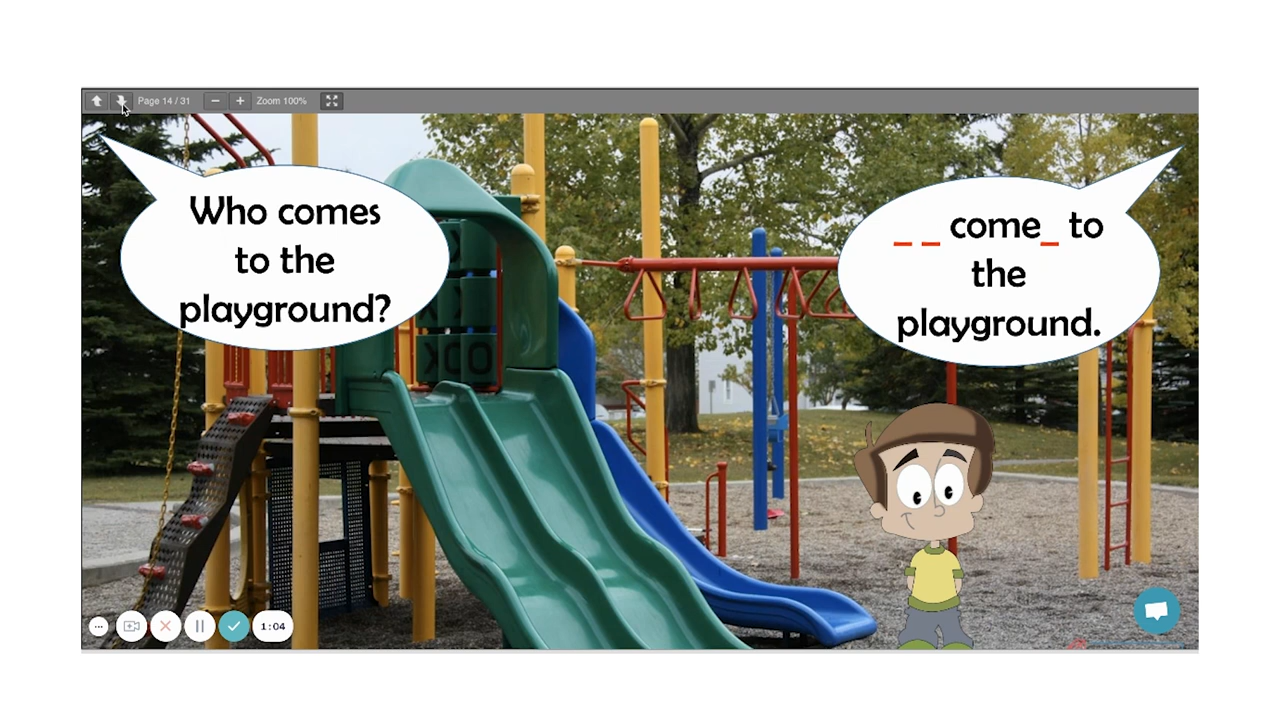 Page 14 / 31
Zoom 100%
Who comes
to the
playground?
_ _ come_ to
the
playground.
1:04